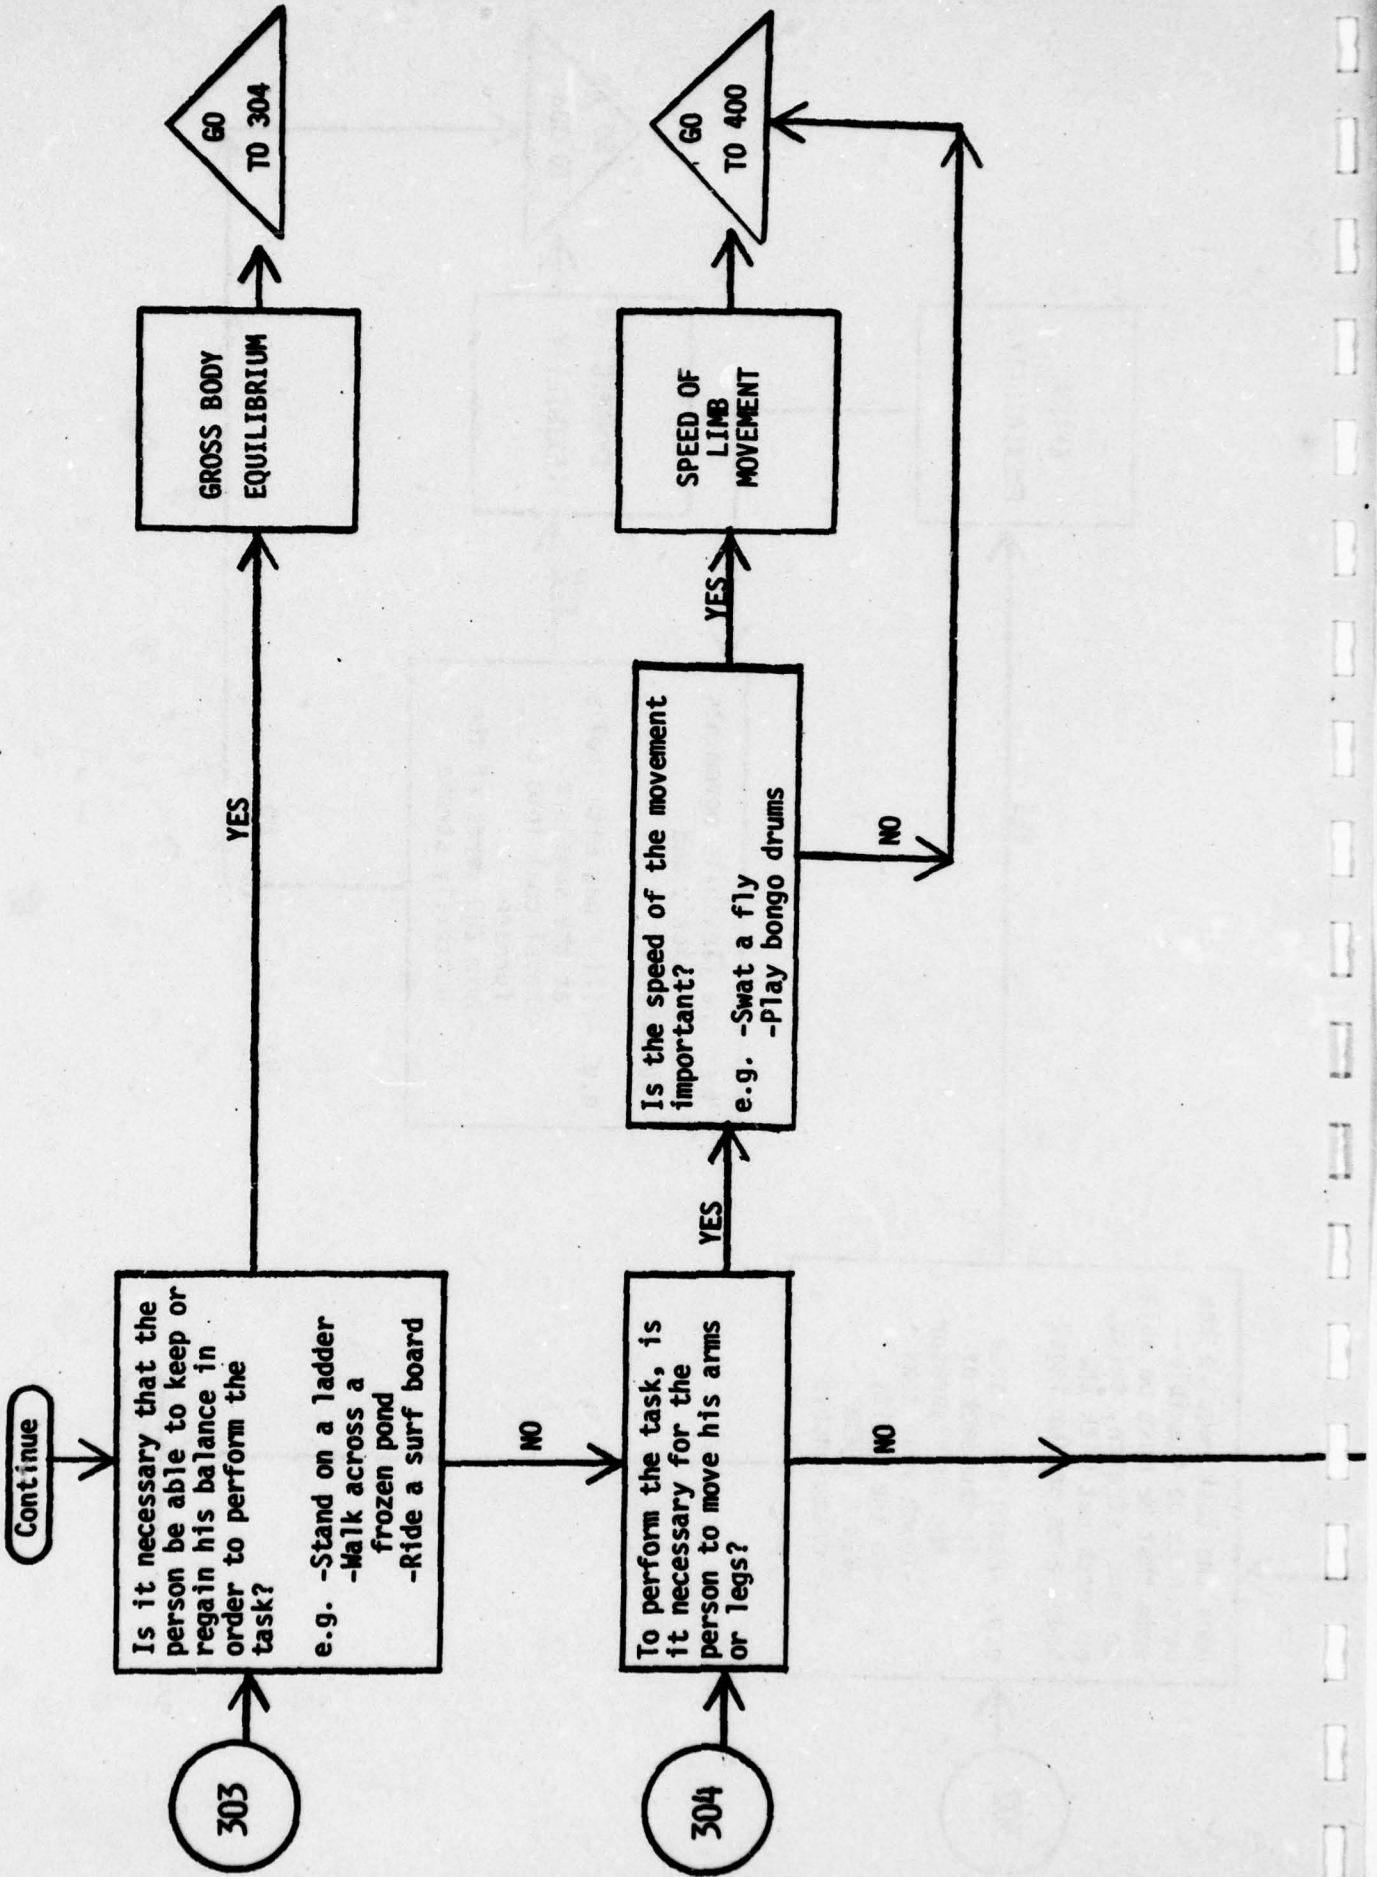 Continue
303
Is it necessary that the
person be able to keep or
regain his balance in
order to perform the
task?
e.g. -Stand on a ladder
-Walk across a
frozen pond
-Ride a surf board
YES
GROSS BODY
EQUILIBRIUM
GO
TO 304
NO
304
To perform the task, is
it necessary for the
person to move his arms
or legs?
YES
Is the speed of the movement
important?
e.g. -Swat a fly
-Play bongo drums
YES
SPEED OF
LIMB
MOVEMENT
GO
TO 400
NO
NO